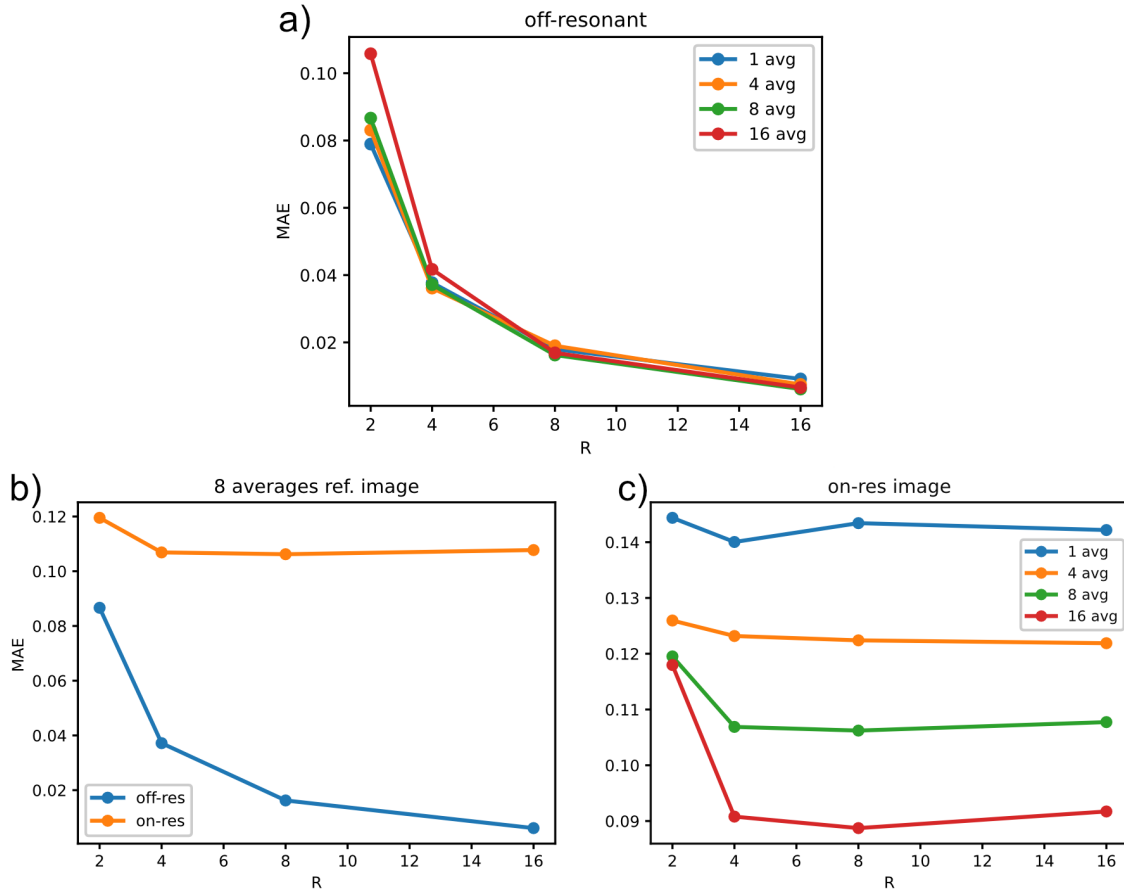 a)
off-resonant
MAE
0.10
0.08
0.06
0.04
0.02
1 avg
4 avg
8 avg
16 avg
2 4 6 8 10 12 14 16
R
b)
8 averages ref. image
MAE
0.12
0.10
0.08
0.06
0.04
0.02
off-res
on-res
2 4 6 8 10 12 14 16
R
c)
on-res image
0.14
0.13
0.12
0.11
0.10
0.09
1 avg
4 avg
8 avg
16 avg
2 4 6 8 10 12 14 16
R